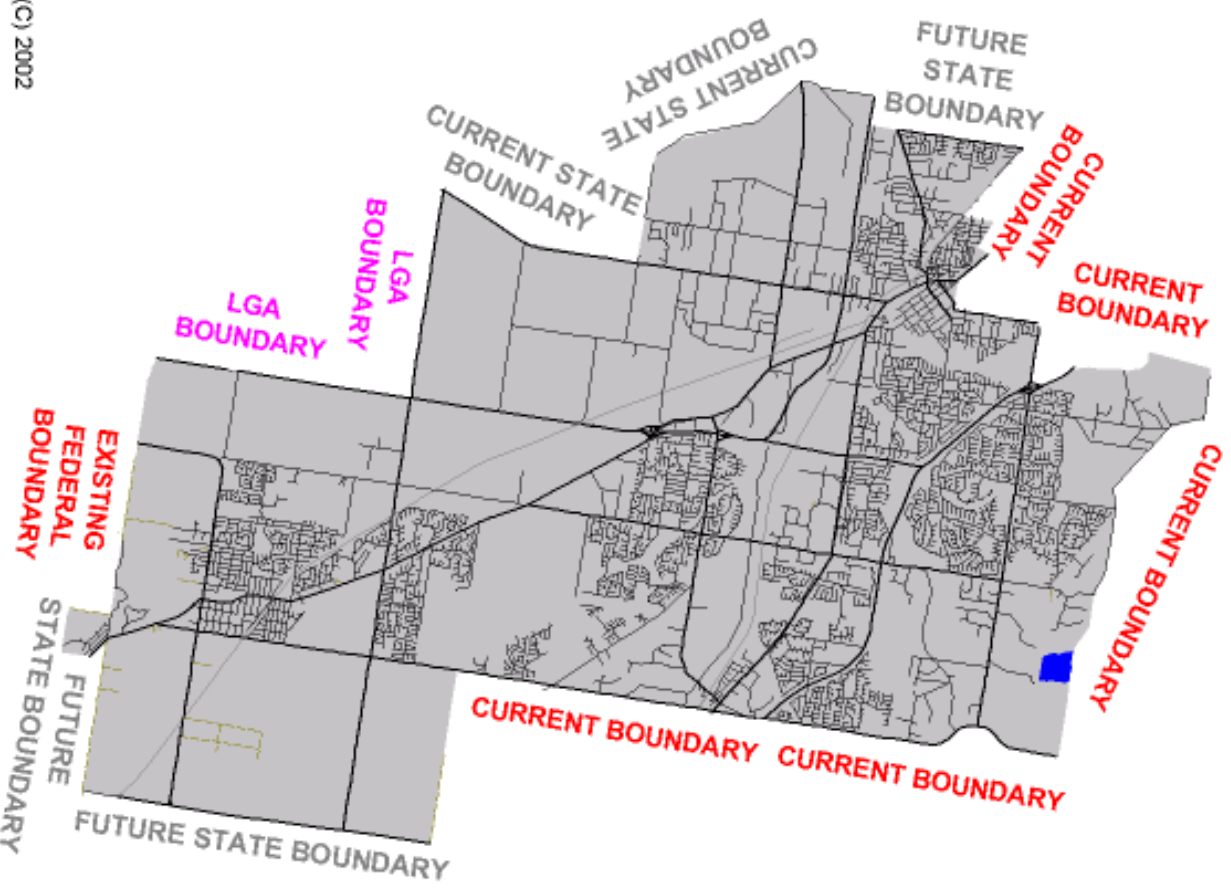 (C) 2002
FUTURE
STATE
BOUNDARY
CURRENT STATE
BOUNDARY
CURRENT STATE
BOUNDARY
CURRENT
BOUNDARY
CURRENT
BOUNDARY
LGA
BOUNDARY
LGA
BOUNDARY
EXISTING
FEDERAL
BOUNDARY
CURRENT BOUNDARY
FUTURE
STATE BOUNDARY
CURRENT BOUNDARY
CURRENT BOUNDARY
FUTURE STATE BOUNDARY